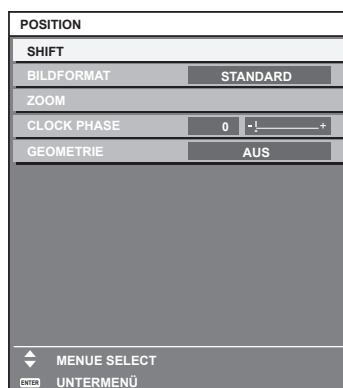 POSITION
SHIFT
BILDFORMAT STANDARD
ZOOM
CLOCK PHASE 0 - +
GEOMETRIE AUS
MENUE SELECT
ENTER UNTERMENÜ